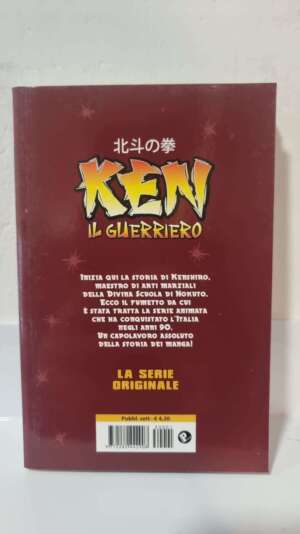 北斗の拳
KEN
IL GUERRIERO
INIZIA QUI LA STORIA DI KENSHIRO,
MAESTRO DI ARTI MARZIALI
DELLA DIVINA SCUOLA DI HOKUTO.
ECCO IL FUMETTO DA CUI
È STATA TRATTA LA SERIE ANIMATA
CHE HA CONQUISTATO L'ITALIA
NEGLI ANNI 90.
UN CAPOLAVORO ASSOLUTO
DELLA STORIA DEI MANGA!
LA SERIE
ORIGINALE